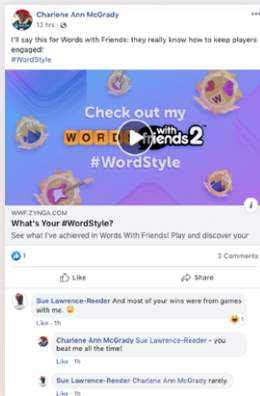 Charlene Ann McGrady
13 hrs ·
I'll say this for Words with Friends: they really know how to keep players
engaged!
#WordStyle
Check out my
WORDS with friends 2
#WordStyle
WWF.ZYNGA.COM
What's Your #WordStyle?
See what I've achieved in Words With Friends! Play and discover your
1
3 Comments
Like Share
Sue Lawrence-Reeder And most of your wins were from games
with me.
Like · 1h
1
Charlene Ann McGrady Sue Lawrence-Reeder - you
beat me all the time!
Like · 1h
Sue Lawrence-Reeder Charlene Ann McGrady rarely.
Like · 1h